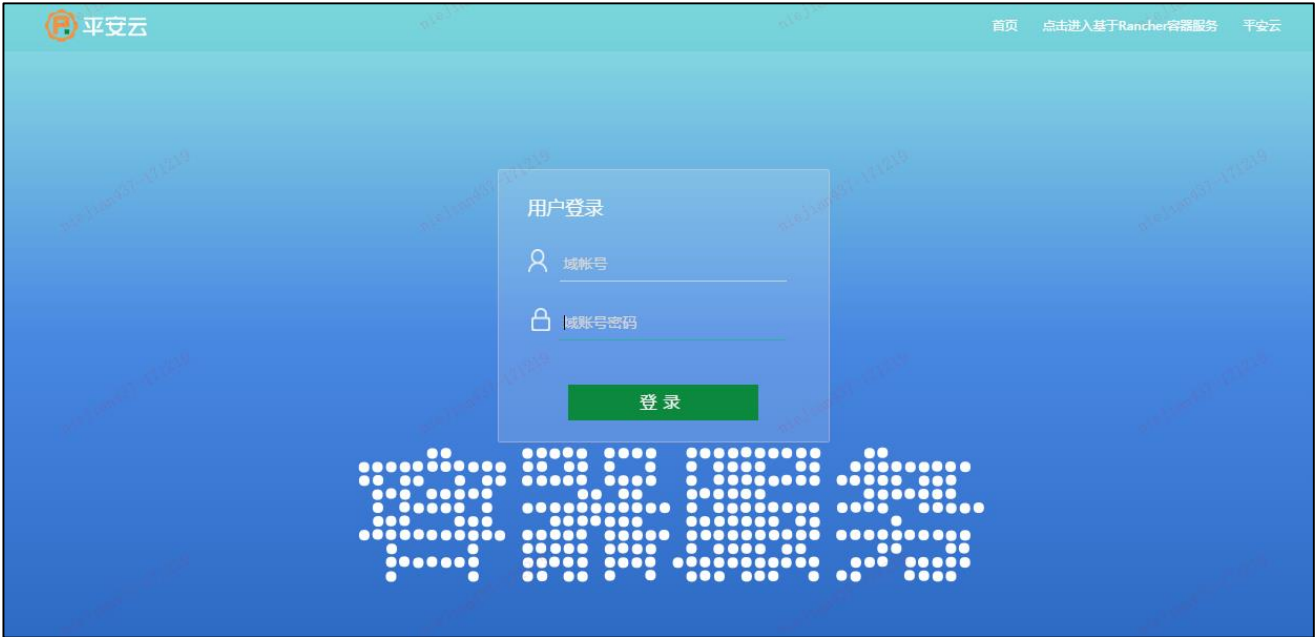 平安云
首页 点击进入基于Rancher容器服务 平安云
用户登录
域帐号
域账号密码
登 录
容器服务